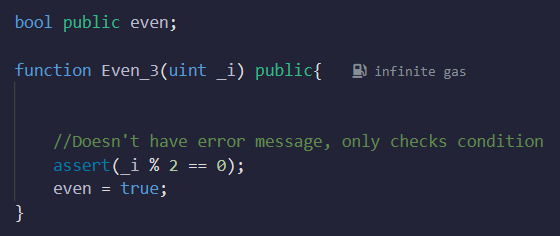 bool public even;
function Even_3(uint _i) public{ infinite gas
//Doesn't have error message, only checks condition
assert(_i % 2 == 0);
even = true;
}